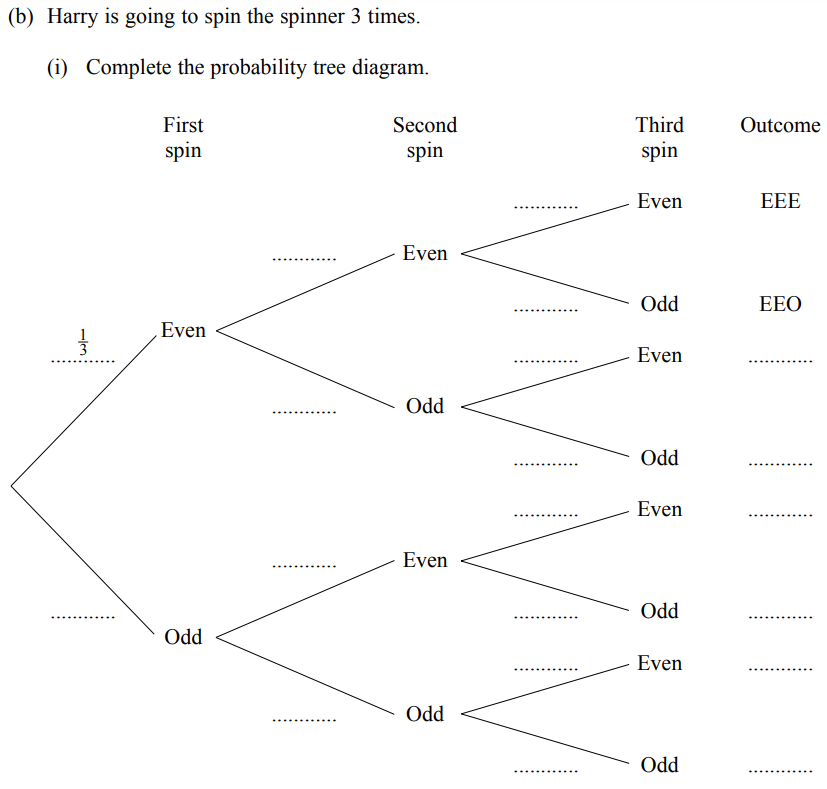 (b) Harry is going to spin the spinner 3 times.
(i) Complete the probability tree diagram.
First Second Third Outcome
spin spin spin
............ Even EEE
............ Even
............ Odd EEO
1/3
............ Even
............ Even ............
............ Odd
............ Odd ............
............ Even ............
............ Even
............ Odd ............
............ Odd
............ Even ............
............ Odd
............ Odd ............